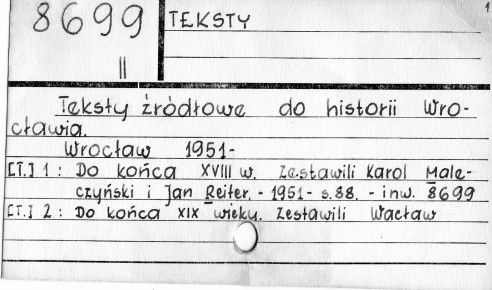 8699
II
TEKSTY
1
Teksty źródłowe do historii Wro-
cławia.
Wrocław 1951-
[T.] 1 : Do końca XVIII w. Zestawili Karol Male-
czyński i Jan Reiter. - 1951 - s. 88. - inw. 8699
[T.] 2 : Do końca XIX wieku. Zestawili Wacław